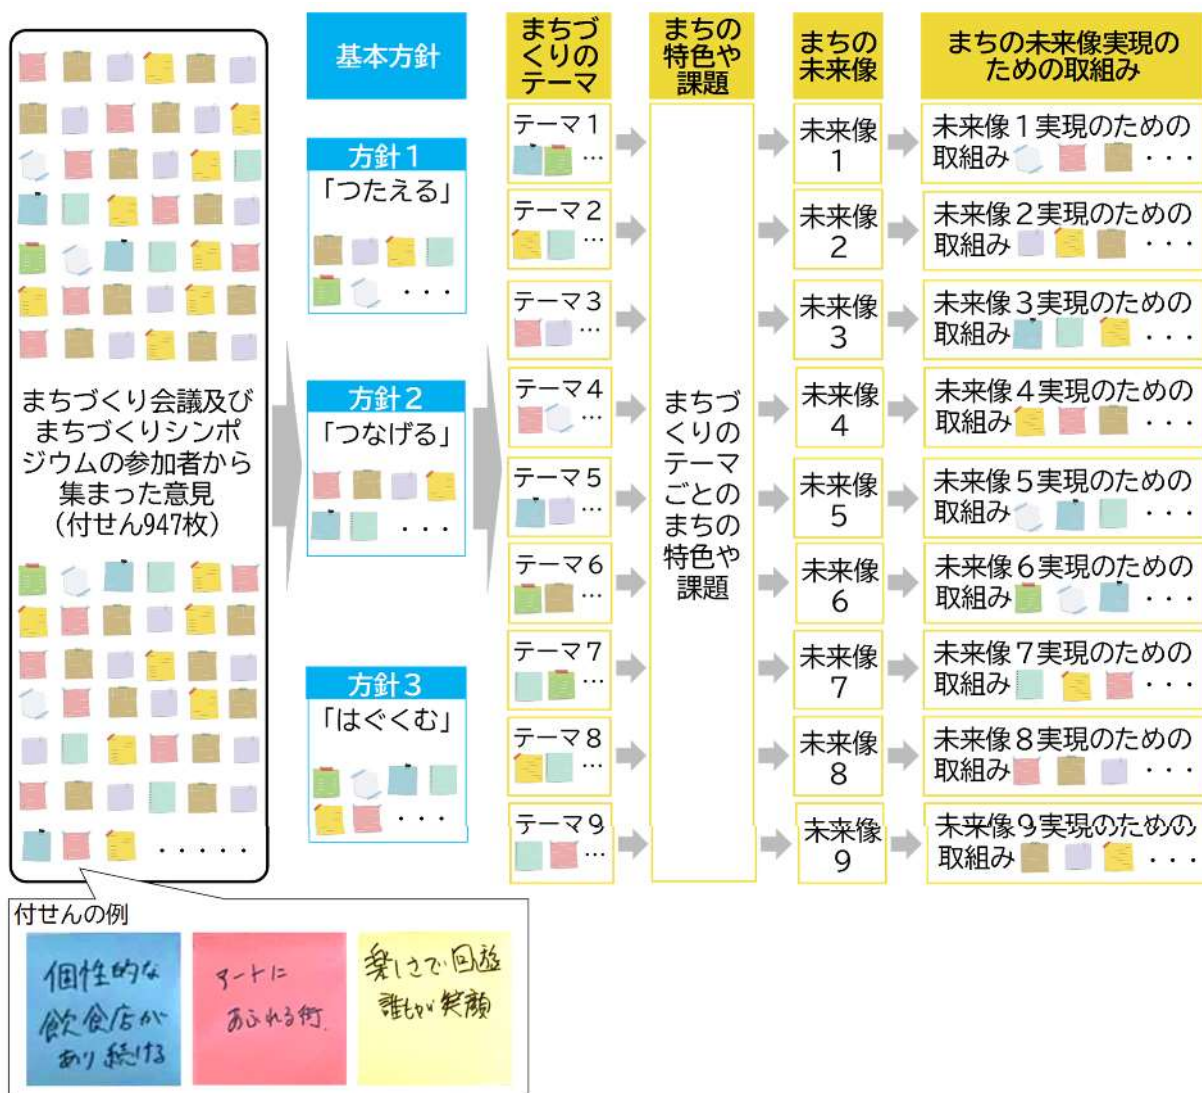 基本方針
まちづ
くりの
テーマ
まちの
特色や
課題
まちの
未来像
まちの未来像実現の
ための取組み
まちづくり会議及び
まちづくりシンポ
ジウムの参加者から
集まった意見
(付せん947枚)
・・・・・
方針1
「つたえる」
・・・
方針2
「つなげる」
・・・
方針3
「はぐくむ」
・・・
テーマ1
…
テーマ2
…
テーマ3
…
テーマ4
…
テーマ5
…
テーマ6
…
テーマ7
…
テーマ8
…
テーマ9
…
まちづ
くりの
テーマ
ごとの
まちの
特色や
課題
未来像
1
未来像
2
未来像
3
未来像
4
未来像
5
未来像
6
未来像
7
未来像
8
未来像
9
未来像1実現のための
取組み ・・・
未来像2実現のための
取組み ・・・
未来像3実現のための
取組み ・・・
未来像4実現のための
取組み ・・・
未来像5実現のための
取組み ・・・
未来像6実現のための
取組み ・・・
未来像7実現のための
取組み ・・・
未来像8実現のための
取組み ・・・
未来像9実現のための
取組み ・・・
付せんの例
個性的な
飲食店が
あり続ける
アートに
あふれる街.
楽しさで回遊
誰もが笑顔